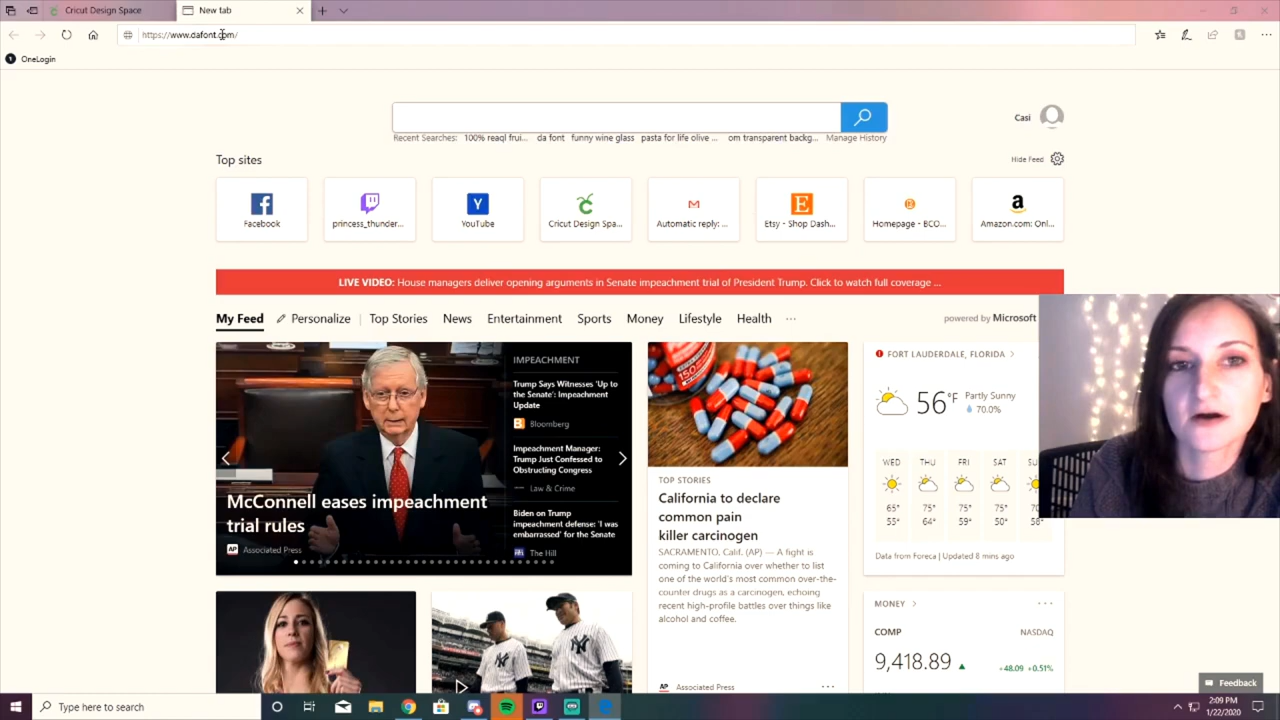 Cricut Design Space
New tab
https://www.dafont.com/
OneLogin
Casi
Recent Searches: 100% reaql frui... da font funny wine glass pasta for life olive ... om transparent backg... Manage History
Top sites
Hide Feed
Facebook
princess_thunder...
YouTube
Cricut Design Spa...
Automatic reply: ...
Etsy - Shop Dash...
Homepage - BCO...
Amazon.com: Onl...
LIVE VIDEO: House managers deliver opening arguments in Senate impeachment trial of President Trump. Click to watch full coverage ...
My Feed
Personalize
Top Stories
News
Entertainment
Sports
Money
Lifestyle
Health
powered by Microsoft
IMPEACHMENT
Trump Says Witnesses 'Up to
the Senate': Impeachment
Update
Bloomberg
Impeachment Manager:
Trump Just Confessed to
Obstructing Congress
Law & Crime
Biden on Trump
impeachment defense: 'I was
embarrassed' for the Senate
The Hill
McConnell eases impeachment
trial rules
AP Associated Press
TOP STORIES
California to declare
common pain
killer carcinogen
SACRAMENTO, Calif. (AP) — A fight is
coming to California over whether to list
one of the world's most common over-the-
counter drugs as a carcinogen, echoing
recent high-profile battles over things like
alcohol and coffee.
AP Associated Press
FORT LAUDERDALE, FLORIDA
56°F
Partly Sunny
70.0%
WED THU FRI SAT SU
65° 75° 75° 75° 70°
55° 64° 59° 50° 58°
Data from Foreca | Updated 8 mins ago
MONEY
COMP NASDAQ
9,418.89 +48.09 +0.51%
Feedback
Type here to search
2:09 PM
1/22/2020